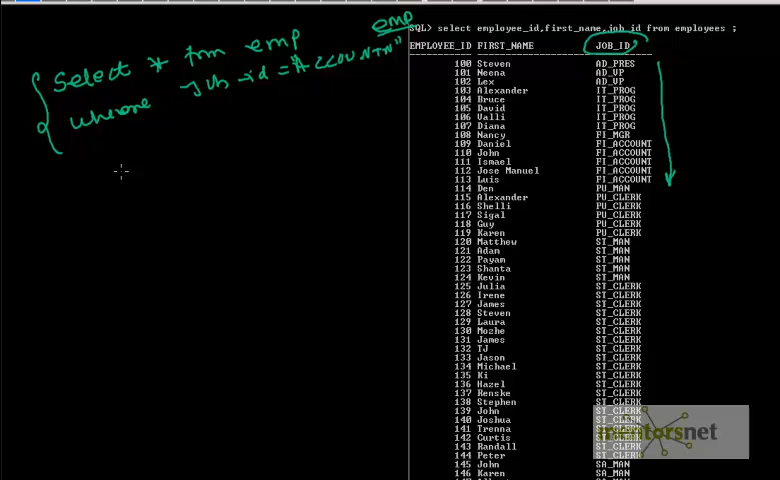 emp
Select * from emp
where job_id = "ACCOUNTN"
SQL> select employee_id,first_name,job_id from employees ;
EMPLOYEE_ID FIRST_NAME JOB_ID
100 Steven AD_PRES
101 Neena AD_VP
102 Lex AD_VP
103 Alexander IT_PROG
104 Bruce IT_PROG
105 David IT_PROG
106 Valli IT_PROG
107 Diana IT_PROG
108 Nancy FI_MGR
109 Daniel FI_ACCOUNT
110 John FI_ACCOUNT
111 Ismael FI_ACCOUNT
112 Jose Manuel FI_ACCOUNT
113 Luis FI_ACCOUNT
114 Den PU_MAN
115 Alexander PU_CLERK
116 Shelli PU_CLERK
117 Sigal PU_CLERK
118 Guy PU_CLERK
119 Karen PU_CLERK
120 Matthew ST_MAN
121 Adam ST_MAN
122 Payam ST_MAN
123 Shanta ST_MAN
124 Kevin ST_MAN
125 Julia ST_CLERK
126 Irene ST_CLERK
127 James ST_CLERK
128 Steven ST_CLERK
129 Laura ST_CLERK
130 Mozhe ST_CLERK
131 James ST_CLERK
132 TJ ST_CLERK
133 Jason ST_CLERK
134 Michael ST_CLERK
135 Ki ST_CLERK
136 Hazel ST_CLERK
137 Renske ST_CLERK
138 Stephen ST_CLERK
139 John ST_CLERK
140 Joshua ST_CLERK
141 Trenna ST_CLERK
142 Curtis ST_CLERK
143 Randall ST_CLERK
144 Peter ST_CLERK
145 John SA_MAN
146 Karen SA_MAN
mentorsnet